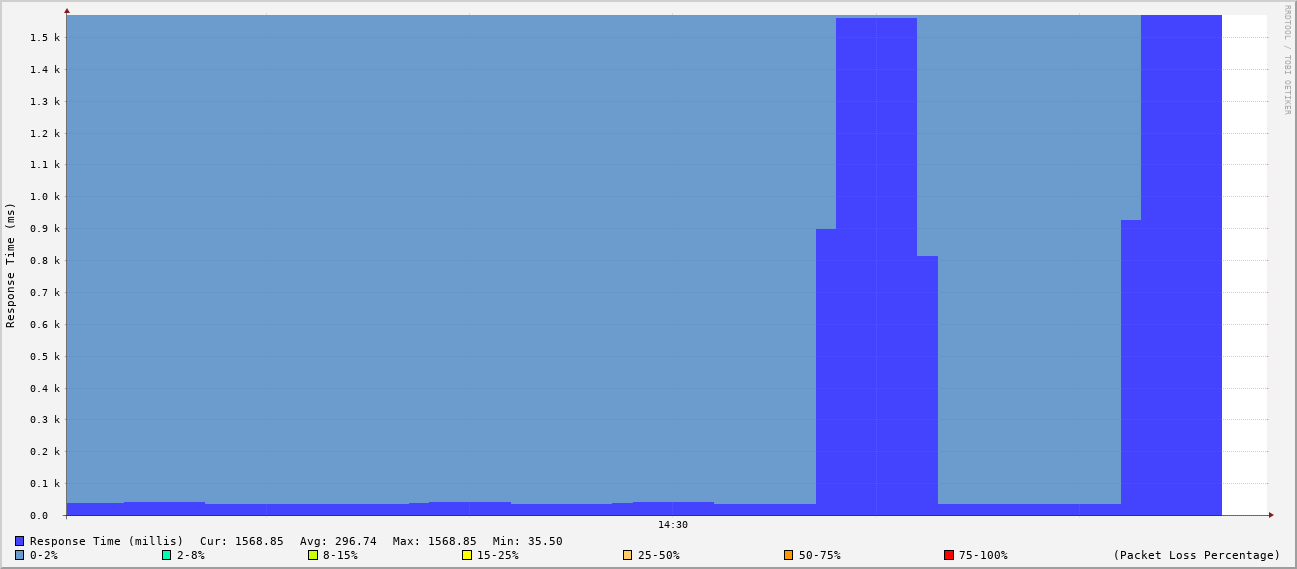 RRDTOOL / TOBI OETIKER
Response Time (ms)
1.5 k
1.4 k
1.3 k
1.2 k
1.1 k
1.0 k
0.9 k
0.8 k
0.7 k
0.6 k
0.5 k
0.4 k
0.3 k
0.2 k
0.1 k
0.0
14:30
Response Time (millis) Cur: 1568.85 Avg: 296.74 Max: 1568.85 Min: 35.50
0-2% 2-8% 8-15% 15-25% 25-50% 50-75% 75-100% (Packet Loss Percentage)